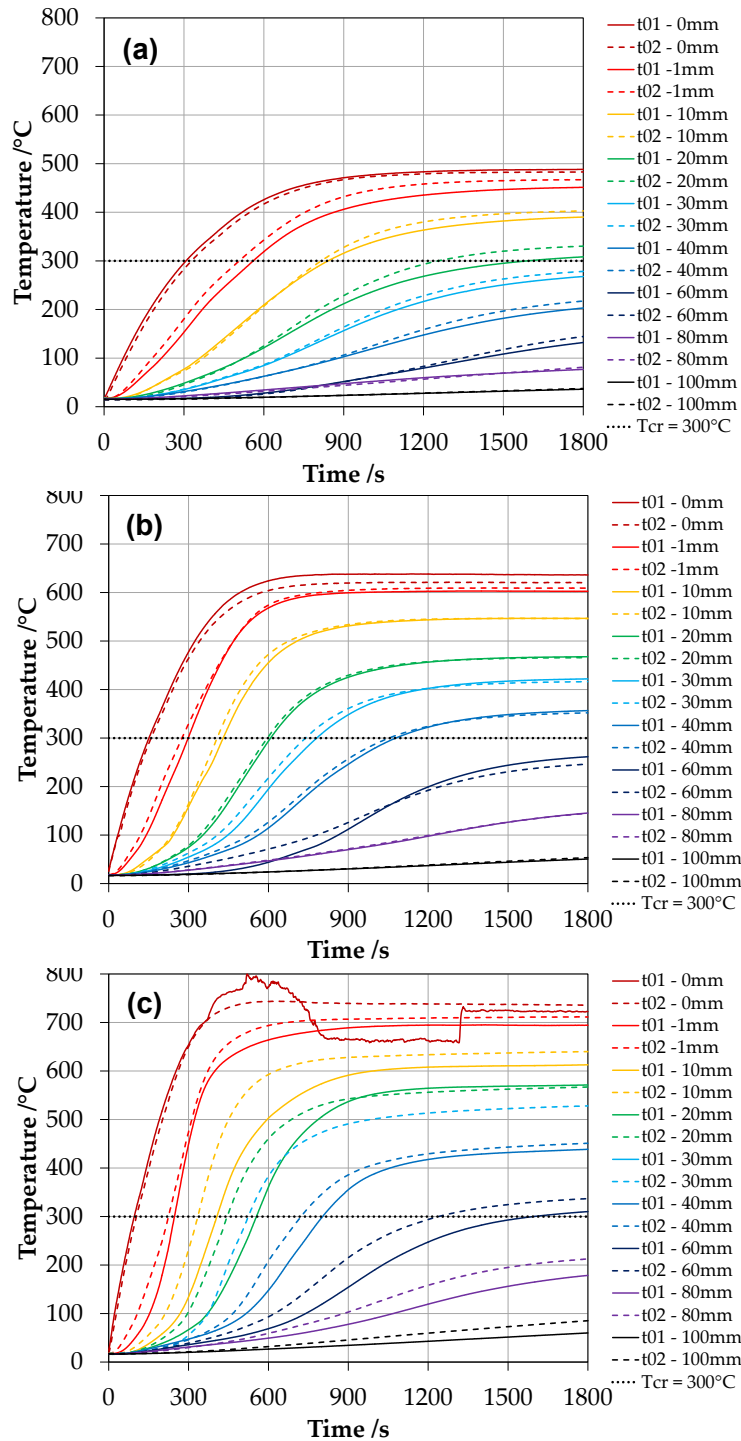 800
700
600
500
400
300
200
100
0
Temperature /°C
(a)
0 300 600 900 1200 1500 1800
Time /s
t01 - 0mm
t02 - 0mm
t01 -1mm
t02 -1mm
t01 - 10mm
t02 - 10mm
t01 - 20mm
t02 - 20mm
t01 - 30mm
t02 - 30mm
t01 - 40mm
t02 - 40mm
t01 - 60mm
t02 - 60mm
t01 - 80mm
t02 - 80mm
t01 - 100mm
t02 - 100mm
Tcr = 300°C
800
700
600
500
400
300
200
100
0
Temperature /°C
(b)
0 300 600 900 1200 1500 1800
Time /s
t01 - 0mm
t02 - 0mm
t01 -1mm
t02 -1mm
t01 - 10mm
t02 - 10mm
t01 - 20mm
t02 - 20mm
t01 - 30mm
t02 - 30mm
t01 - 40mm
t02 - 40mm
t01 - 60mm
t02 - 60mm
t01 - 80mm
t02 - 80mm
t01 - 100mm
t02 - 100mm
Tcr = 300°C
800
700
600
500
400
300
200
100
0
Temperature /°C
(c)
0 300 600 900 1200 1500 1800
Time /s
t01 - 0mm
t02 - 0mm
t01 -1mm
t02 -1mm
t01 - 10mm
t02 - 10mm
t01 - 20mm
t02 - 20mm
t01 - 30mm
t02 - 30mm
t01 - 40mm
t02 - 40mm
t01 - 60mm
t02 - 60mm
t01 - 80mm
t02 - 80mm
t01 - 100mm
t02 - 100mm
Tcr = 300°C